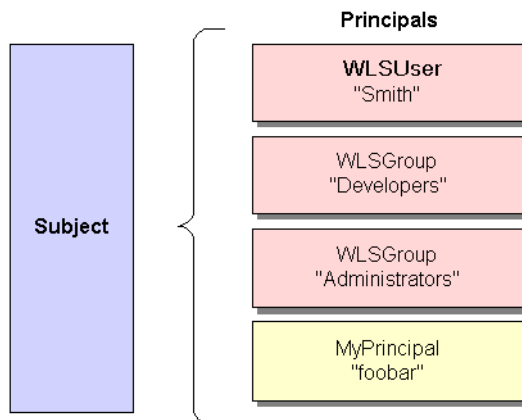 Principals
WLSUser
"Smith"
WLSGroup
"Developers"
Subject
WLSGroup
"Administrators"
MyPrincipal
"foobar"